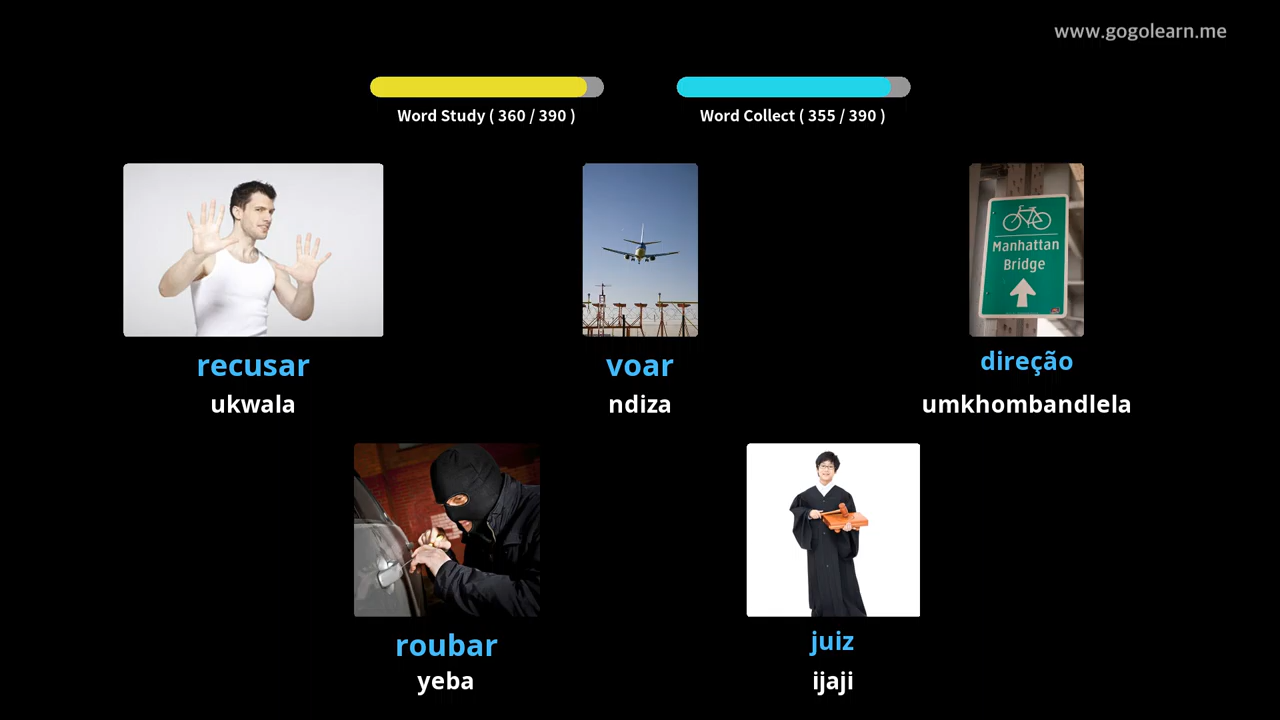 www.gogolearn.me
Word Study ( 360 / 390 )
Word Collect ( 355 / 390 )
Manhattan
Bridge
recusar
voar
direção
ukwala
ndiza
umkhombandlela
roubar
juiz
yeba
ijaji